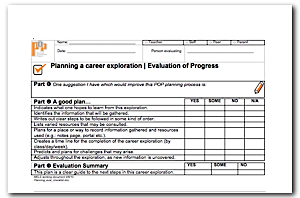 POP
Name: Teacher Self Peer Parent
Date: Person evaluating:
Planning a career exploration | Evaluation of Progress
Part One suggestion I have which would improve this POP planning process is:
Part A good plan… YES SOME NO N/A
Indicates what one hopes to learn from this exploration.
Identifies the information that will be gathered.
Writes out clear steps to be followed in some kind of order.
Lists varied resources that may be consulted.
Plans for a place or way to record information gathered and resources
used (e.g. notes page, portal etc.).
Creates a time line for the completion of the career exploration (by
class/day/week).
Predicts and plans for challenges that may arise.
Adjusts throughout the exploration, as new information is uncovered.
Part Evaluation Summary YES SOME NO
This plan is a clear guide to the next steps in this career exploration.